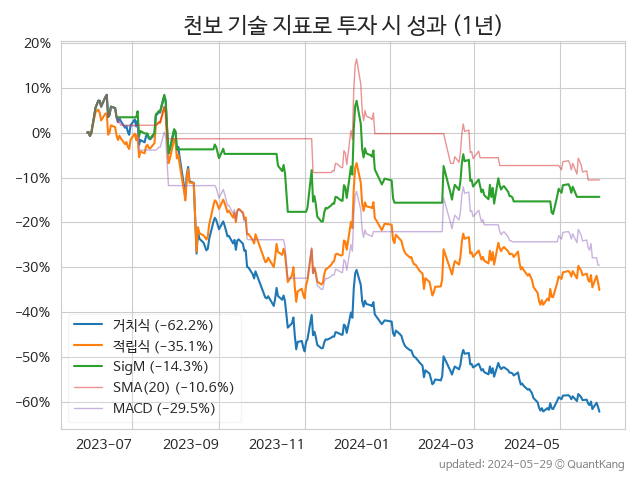 천보 기술 지표로 투자 시 성과 (1년)
20%
10%
0%
−10%
−20%
−30%
−40%
−50%
−60%
거치식 (−62.2%)
적립식 (−35.1%)
SigM (−14.3%)
SMA(20) (−10.6%)
MACD (−29.5%)
2023-07 2023-09 2023-11 2024-01 2024-03 2024-05
updated: 2024-05-29 © QuantKang